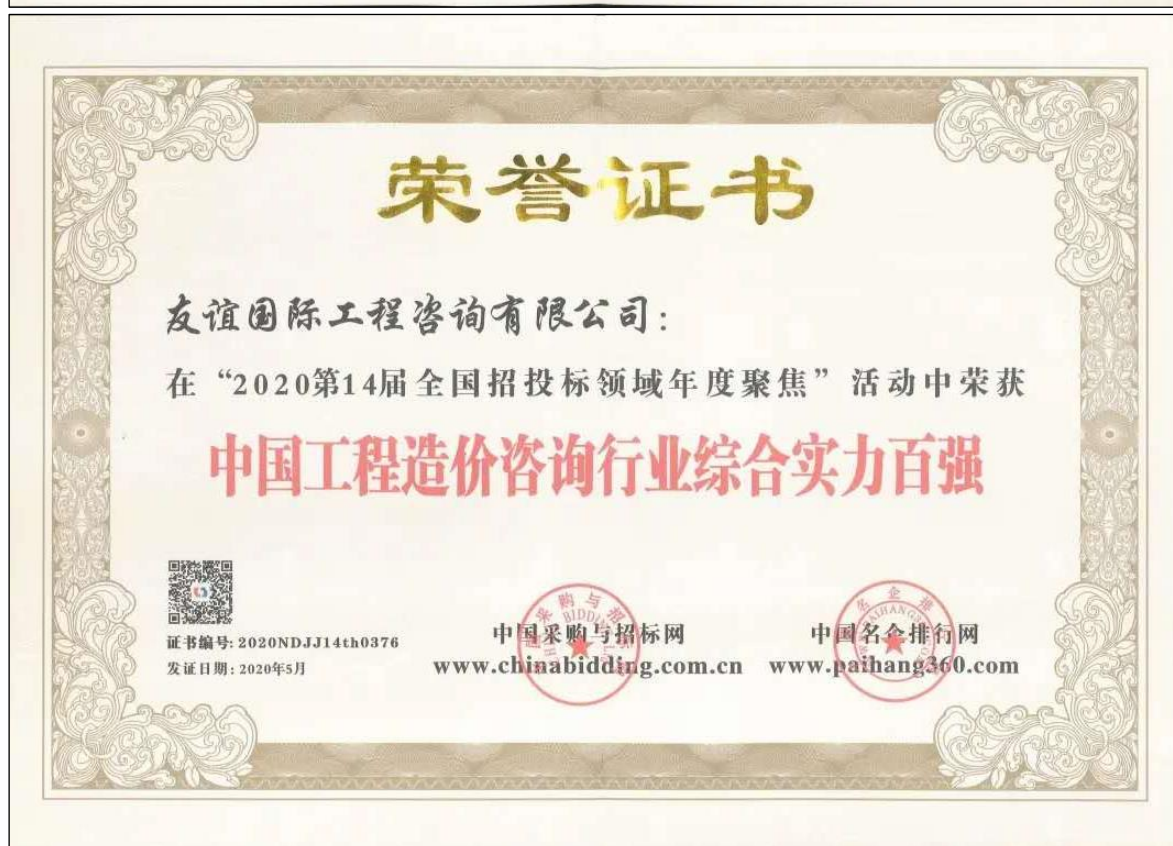 荣誉证书
友谊国际工程咨询有限公司：
在“2020第14届全国招投标领域年度聚焦”活动中荣获
中国工程造价咨询行业综合实力百强
证书编号: 2020NDJJ14th0376
发证日期: 2020年5月
中国采购与招标网
www.chinabidding.com.cn
中国名企排行网
www.paihang360.com